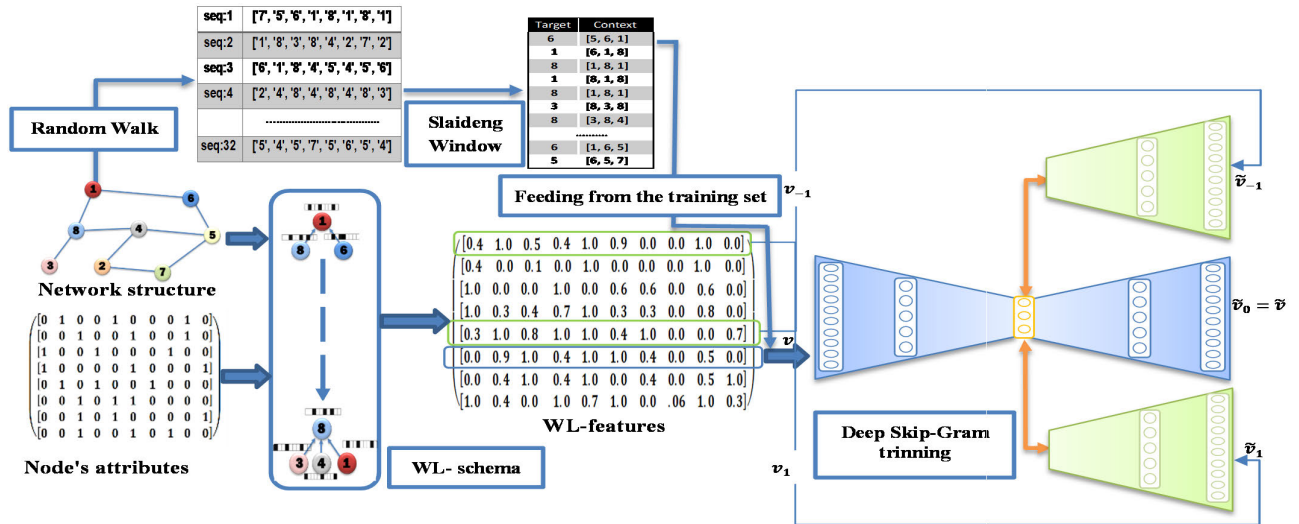 seq:1 ['7', '5', '6', '1', '8', '1', '8', '1']
seq:2 ['1', '8', '3', '8', '4', '2', '7', '2']
seq:3 ['6', '1', '8', '4', '5', '4', '5', '6']
seq:4 ['2', '4', '8', '4', '8', '4', '8', '3']
seq:32 ['5', '4', '5', '7', '5', '6', '5', '4']
Target Context
6 [5, 6, 1]
1 [6, 1, 8]
8 [1, 8, 1]
1 [8, 1, 8]
8 [1, 8, 1]
3 [8, 3, 8]
8 [3, 8, 4]
6 [1, 6, 5]
5 [6, 5, 7]
Random Walk
Slaideng
Window
Feeding from the training set
1
6
8
4
5
3
2
7
Network structure
[0 1 0 0 1 0 0 0 1 0]
[0 0 1 0 0 1 0 0 1 0]
[1 0 0 1 0 0 0 1 0 0]
[1 0 0 0 0 1 0 0 0 1]
[0 1 0 1 0 0 1 0 0 0]
[0 0 1 0 1 1 0 0 0 0]
[0 0 1 0 1 0 0 0 0 1]
[0 0 1 0 0 1 0 1 0 0]
Node's attributes
1
8
6
8
3
4
1
WL- schema
[0.4 1.0 0.5 0.4 1.0 0.9 0.0 0.0 1.0 0.0]
[0.4 0.0 0.1 0.0 1.0 0.0 0.0 0.0 1.0 0.0]
[1.0 0.0 0.0 1.0 0.0 0.6 0.6 0.0 0.6 0.0]
[1.0 0.3 0.4 0.7 1.0 0.3 0.3 0.0 0.8 0.0]
[0.3 1.0 0.8 1.0 1.0 0.4 1.0 0.0 0.0 0.7]
[0.0 0.9 1.0 0.4 1.0 1.0 0.4 0.0 0.5 0.0]
[0.0 0.4 1.0 0.4 1.0 0.0 0.4 0.0 0.5 1.0]
[1.0 0.4 0.0 1.0 0.7 1.0 0.0 .06 1.0 0.3]
WL-features
v₋₁
v
v₁
Deep Skip-Gram
trinning
ṽ₋₁
ṽ₀ = ṽ
ṽ₁